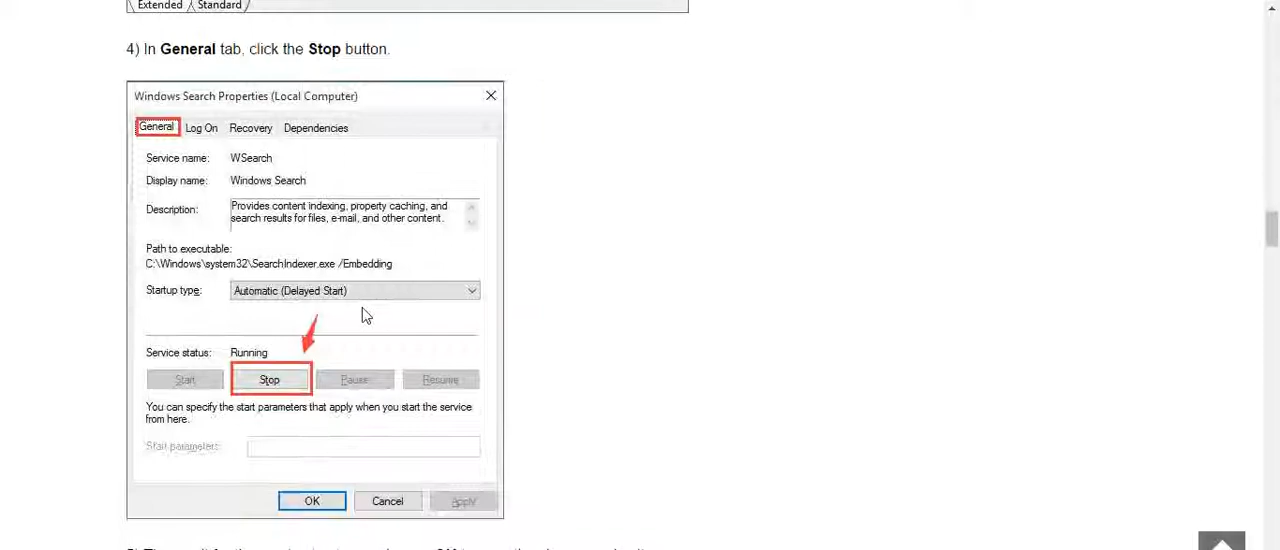 Extended Standard
4) In General tab, click the Stop button.
Windows Search Properties (Local Computer)
General Log On Recovery Dependencies
Service name: WSearch
Display name: Windows Search
Description: Provides content indexing, property caching, and
search results for files, e-mail, and other content.
Path to executable:
C:\Windows\system32\SearchIndexer.exe /Embedding
Startup type: Automatic (Delayed Start)
Service status: Running
Start Stop Pause Resume
You can specify the start parameters that apply when you start the service
from here.
Start parameters:
OK Cancel Apply